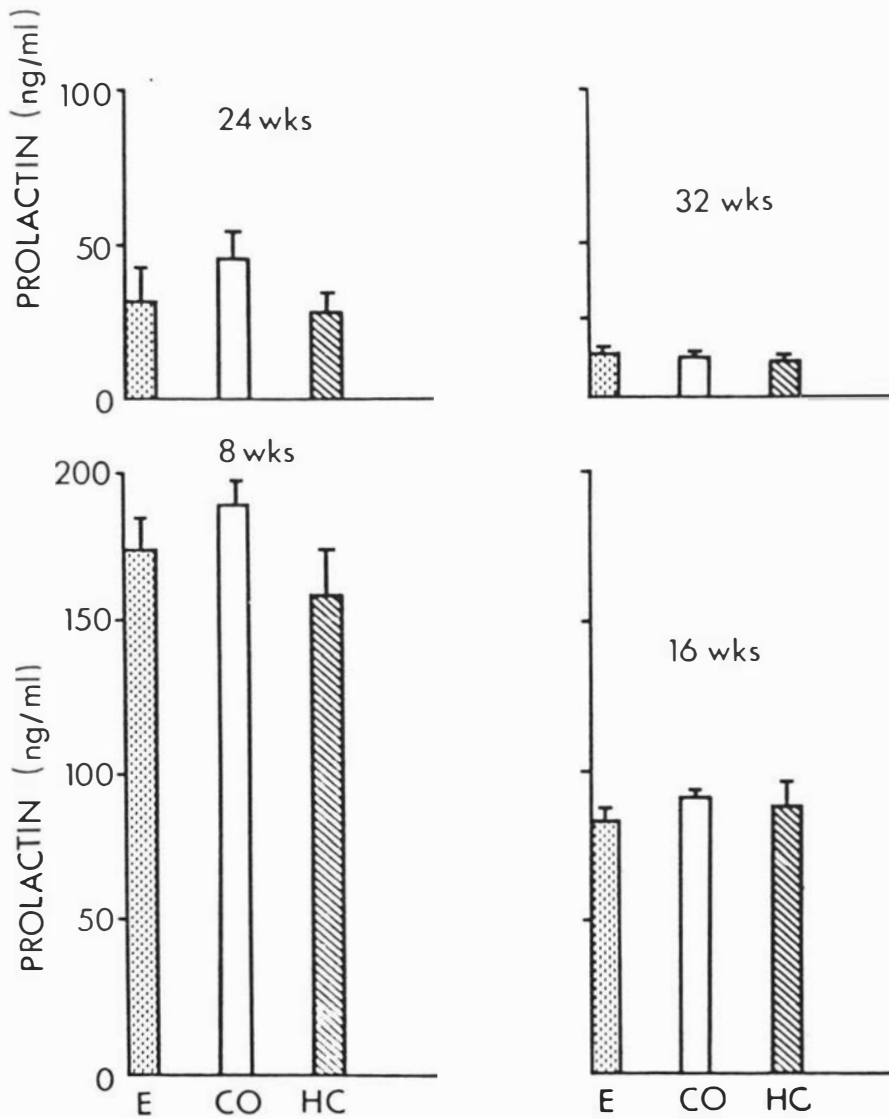 PROLACTIN (ng/ml)
100
50
0
24 wks
32 wks
PROLACTIN (ng/ml)
200
150
100
50
0
8 wks
E CO HC
16 wks
E CO HC